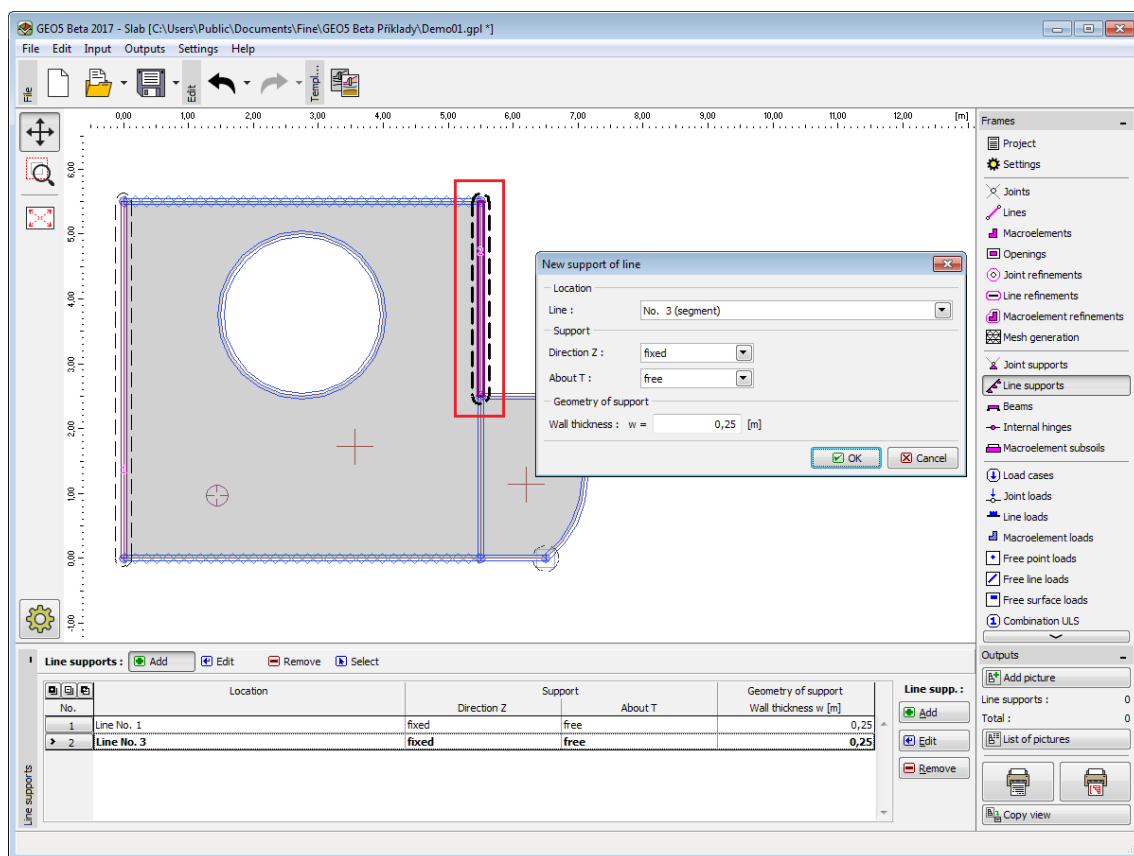 GEO5 Beta 2017 - Slab [C:\Users\Public\Documents\Fine\GEO5 Beta Příklady\Demo01.gpl *]
File Edit Input Outputs Settings Help
File
Edit
Templ...
0,00 1,00 2,00 3,00 4,00 5,00 6,00 7,00 8,00 9,00 10,00 11,00 12,00 [m]
6,00
5,00
4,00
3,00
2,00
1,00
0,00
-1,00
2
1
New support of line
Location
Line : No. 3 (segment)
Support
Direction Z : fixed
About T : free
Geometry of support
Wall thickness : w = 0,25 [m]
OK Cancel
Frames
Project
Settings
Joints
Lines
Macroelements
Openings
Joint refinements
Line refinements
Macroelement refinements
Mesh generation
Joint supports
Line supports
Beams
Internal hinges
Macroelement subsoils
Load cases
Joint loads
Line loads
Macroelement loads
Free point loads
Free line loads
Free surface loads
Combination ULS
Outputs
Add picture
Line supports : 0
Total : 0
List of pictures
Copy view
Line supports
Line supports : Add Edit Remove Select
No. Location Support Geometry of support
Direction Z About T Wall thickness w [m]
1 Line No. 1 fixed free 0,25
2 Line No. 3 fixed free 0,25
Line supp. :
Add
Edit
Remove